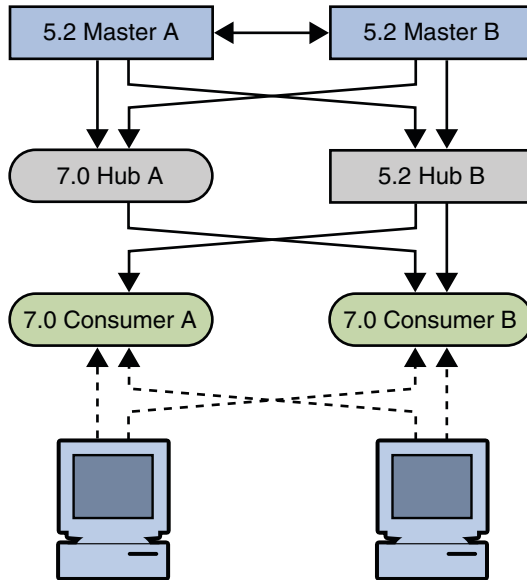 5.2 Master A
5.2 Master B
7.0 Hub A
5.2 Hub B
7.0 Consumer A
7.0 Consumer B